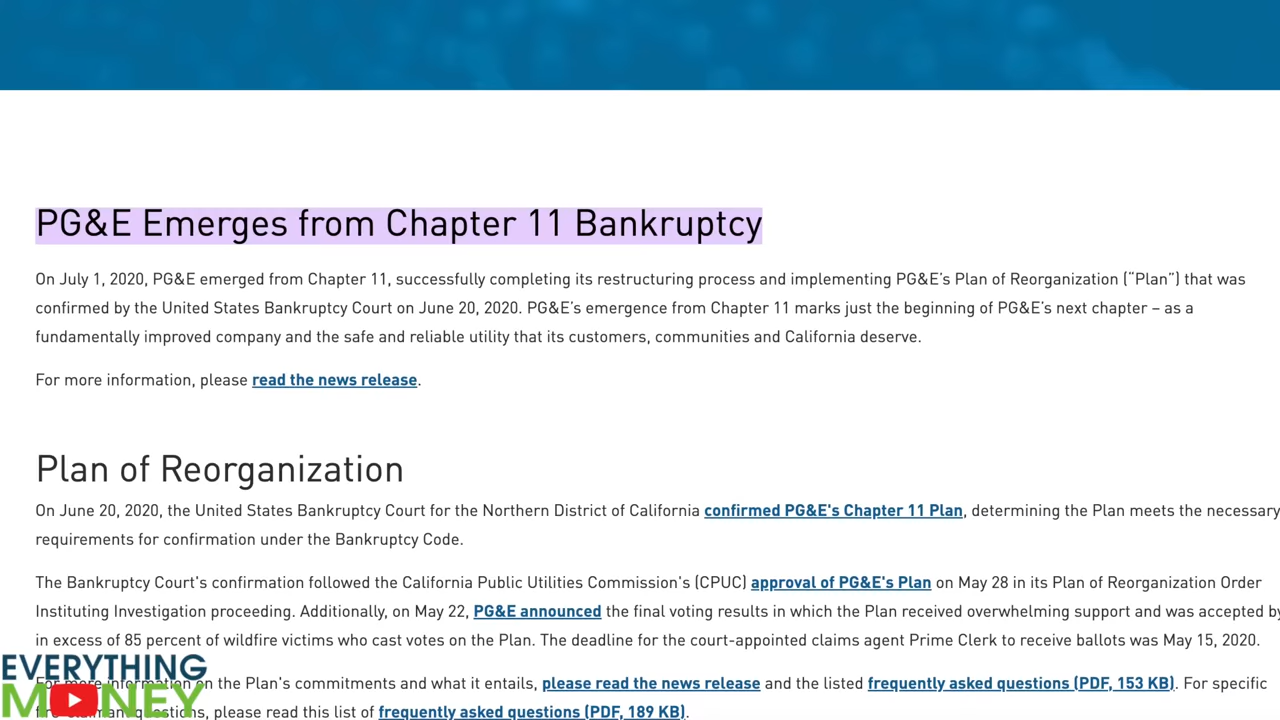 PG&E Emerges from Chapter 11 Bankruptcy
On July 1, 2020, PG&E emerged from Chapter 11, successfully completing its restructuring process and implementing PG&E's Plan of Reorganization ("Plan") that was
confirmed by the United States Bankruptcy Court on June 20, 2020. PG&E's emergence from Chapter 11 marks just the beginning of PG&E's next chapter – as a
fundamentally improved company and the safe and reliable utility that its customers, communities and California deserve.
For more information, please read the news release.
Plan of Reorganization
On June 20, 2020, the United States Bankruptcy Court for the Northern District of California confirmed PG&E's Chapter 11 Plan, determining the Plan meets the necessary
requirements for confirmation under the Bankruptcy Code.
The Bankruptcy Court's confirmation followed the California Public Utilities Commission's (CPUC) approval of PG&E's Plan on May 28 in its Plan of Reorganization Order
Instituting Investigation proceeding. Additionally, on May 22, PG&E announced the final voting results in which the Plan received overwhelming support and was accepted by
in excess of 85 percent of wildfire victims who cast votes on the Plan. The deadline for the court-appointed claims agent Prime Clerk to receive ballots was May 15, 2020.
For more information on the Plan's commitments and what it entails, please read the news release and the listed frequently asked questions (PDF, 153 KB). For specific
questions, please read this list of frequently asked questions (PDF, 189 KB).
EVERYTHING
MONEY